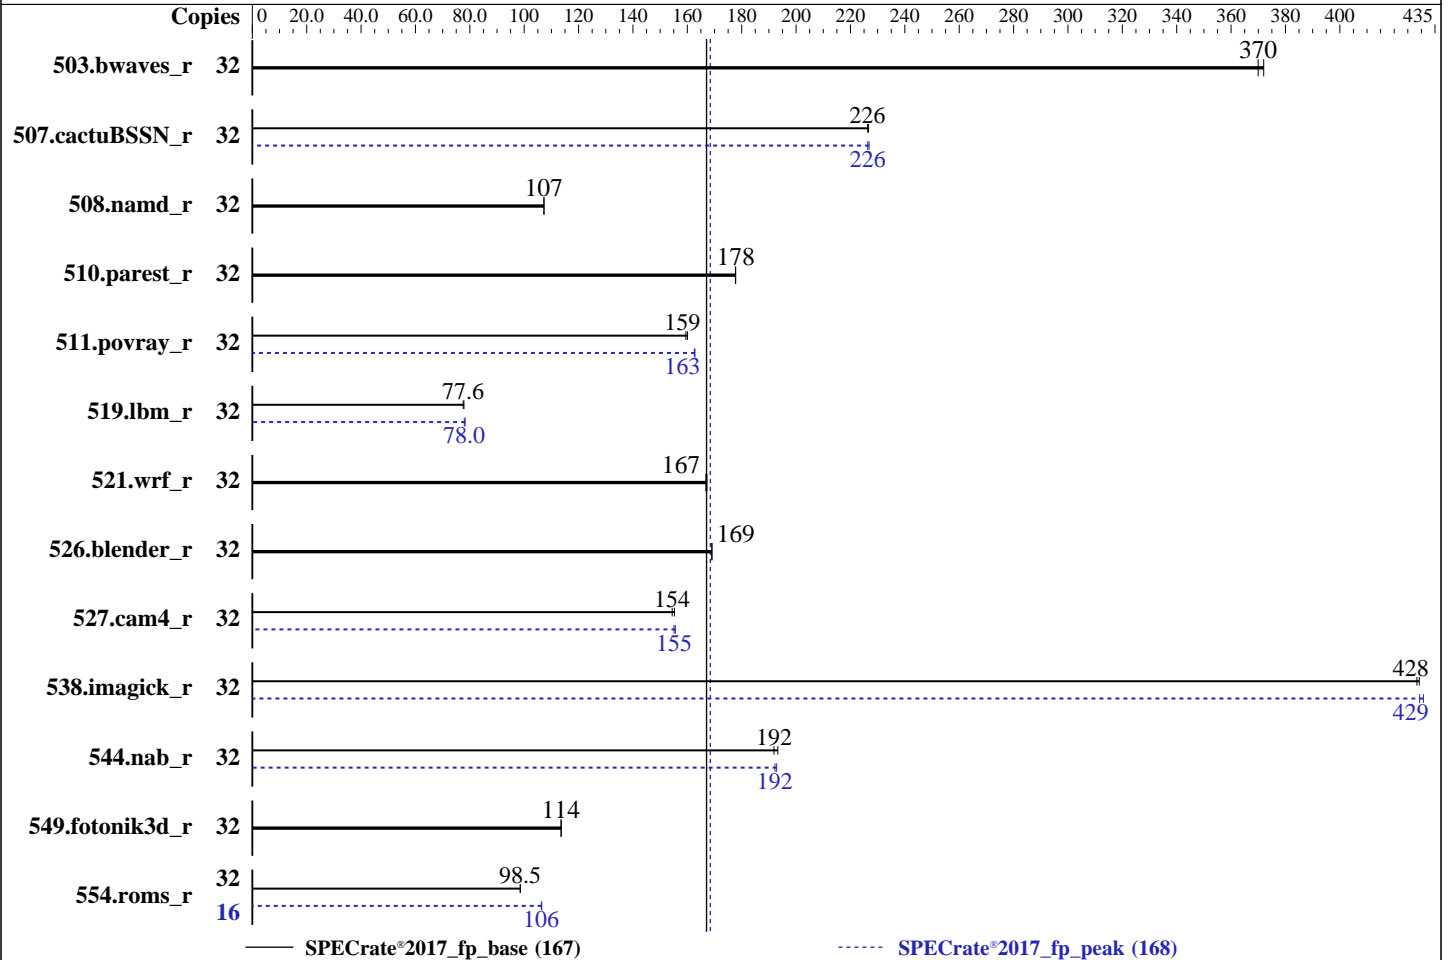 Copies 0 20.0 40.0 60.0 80.0 100 120 140 160 180 200 220 240 260 280 300 320 340 360 380 400 435
503.bwaves_r 32 370
507.cactuBSSN_r 32 226
226
508.namd_r 32 107
510.parest_r 32 178
511.povray_r 32 159
163
519.lbm_r 32 77.6
78.0
521.wrf_r 32 167
526.blender_r 32 169
527.cam4_r 32 154
155
538.imagick_r 32 428
429
544.nab_r 32 192
192
549.fotonik3d_r 32 114
554.roms_r 32 98.5
16 106
SPECrate®2017_fp_base (167) SPECrate®2017_fp_peak (168)